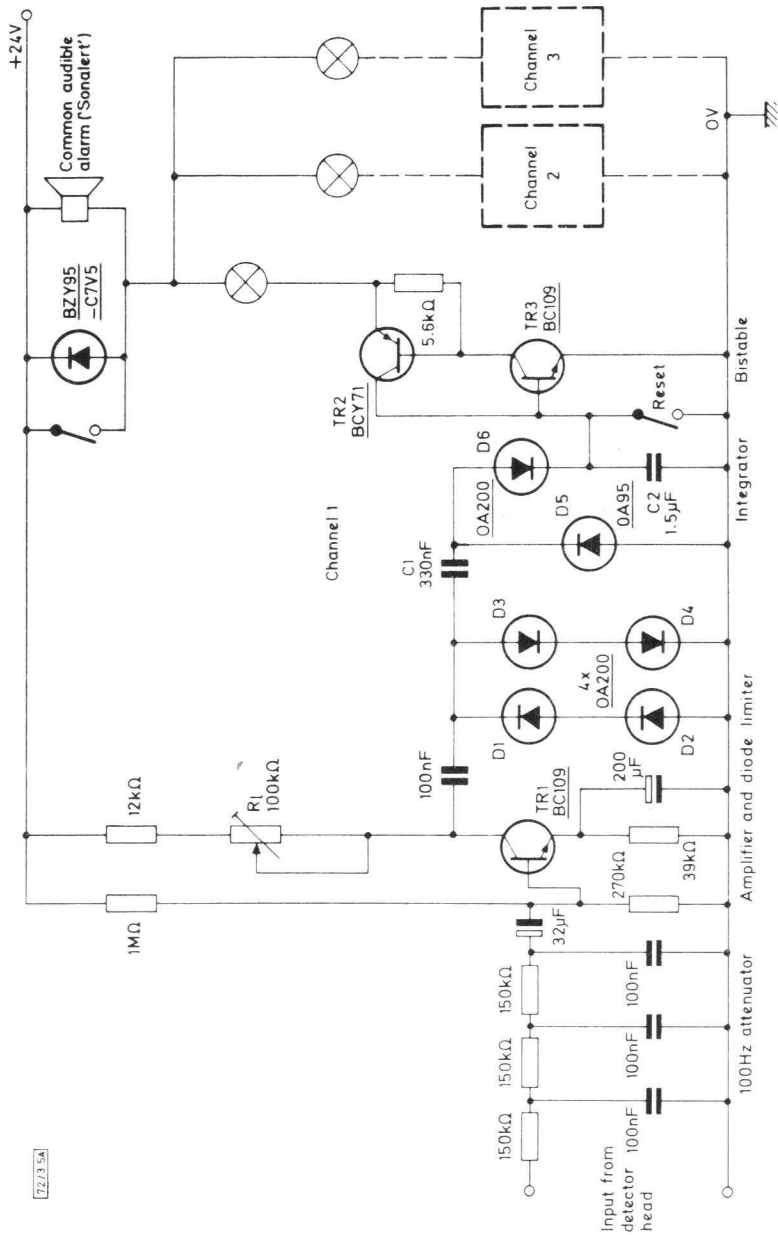 +24V
Common audible
alarm ('Sonalert')
BZY95
-C7V5
12kΩ
R1
100kΩ
1MΩ
Channel 1
TR2
BCY71
5.6kΩ
TR3
BC109
Channel
2
Channel
3
0V
150kΩ
150kΩ
150kΩ
100nF
100nF
100nF
32μF
270kΩ
39kΩ
TR1
BC109
200
μF
100nF
D1
D2
D3
D4
4x
OA200
C1
330nF
OA200
D6
D5
OA95
C2
1.5μF
Reset
Input from
detector
head
100Hz attenuator
Amplifier and diode limiter
Integrator
Bistable
72/3 5A